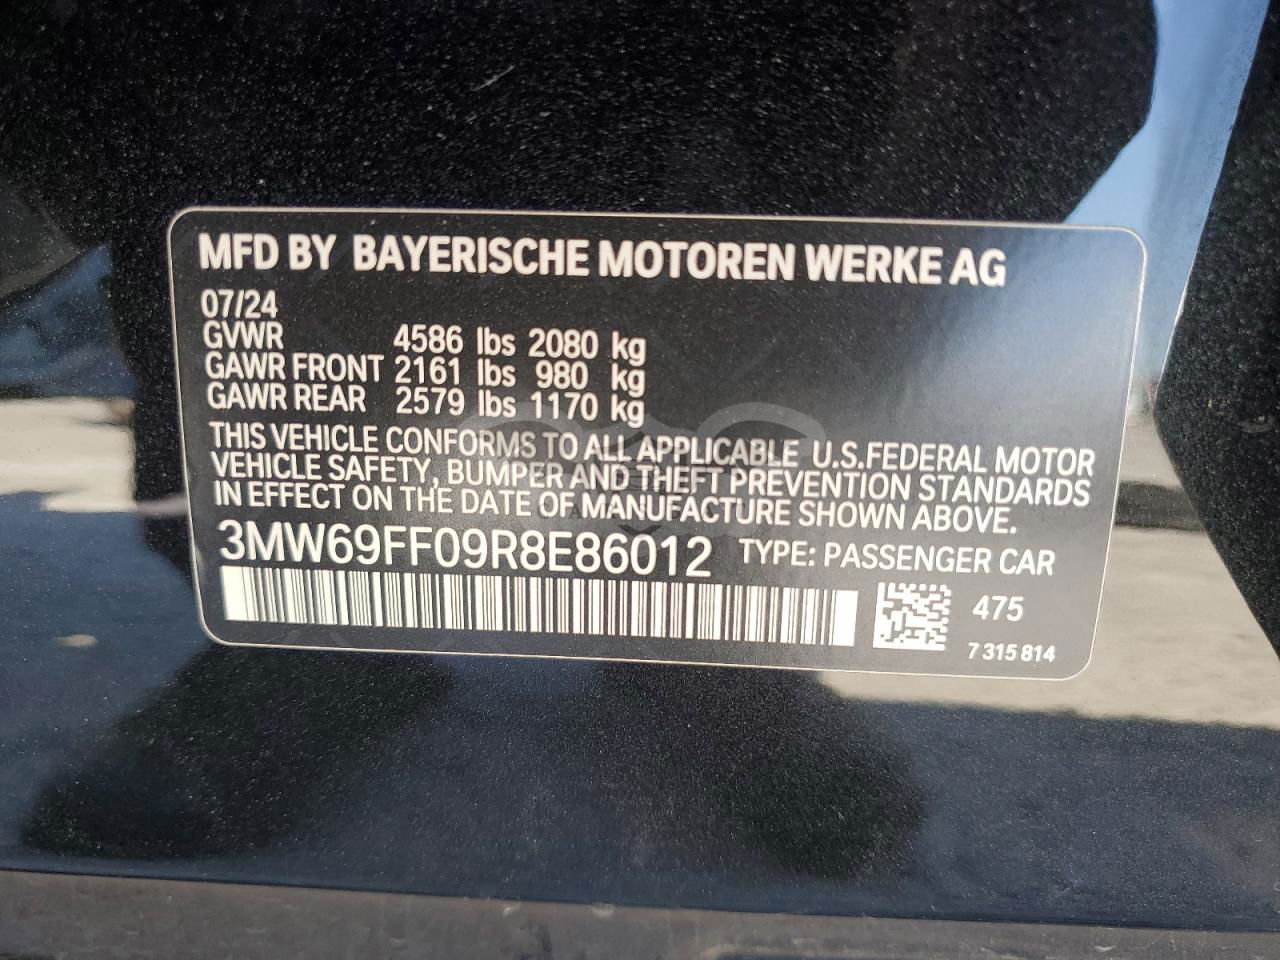 MFD BY BAYERISCHE MOTOREN WERKE AG
07/24
GVWR 4586 lbs 2080 kg
GAWR FRONT 2161 lbs 980 kg
GAWR REAR 2579 lbs 1170 kg
THIS VEHICLE CONFORMS TO ALL APPLICABLE U.S.FEDERAL MOTOR
VEHICLE SAFETY, BUMPER AND THEFT PREVENTION STANDARDS
IN EFFECT ON THE DATE OF MANUFACTURE SHOWN ABOVE.
3MW69FF09R8E86012 TYPE: PASSENGER CAR
475
7 315 814